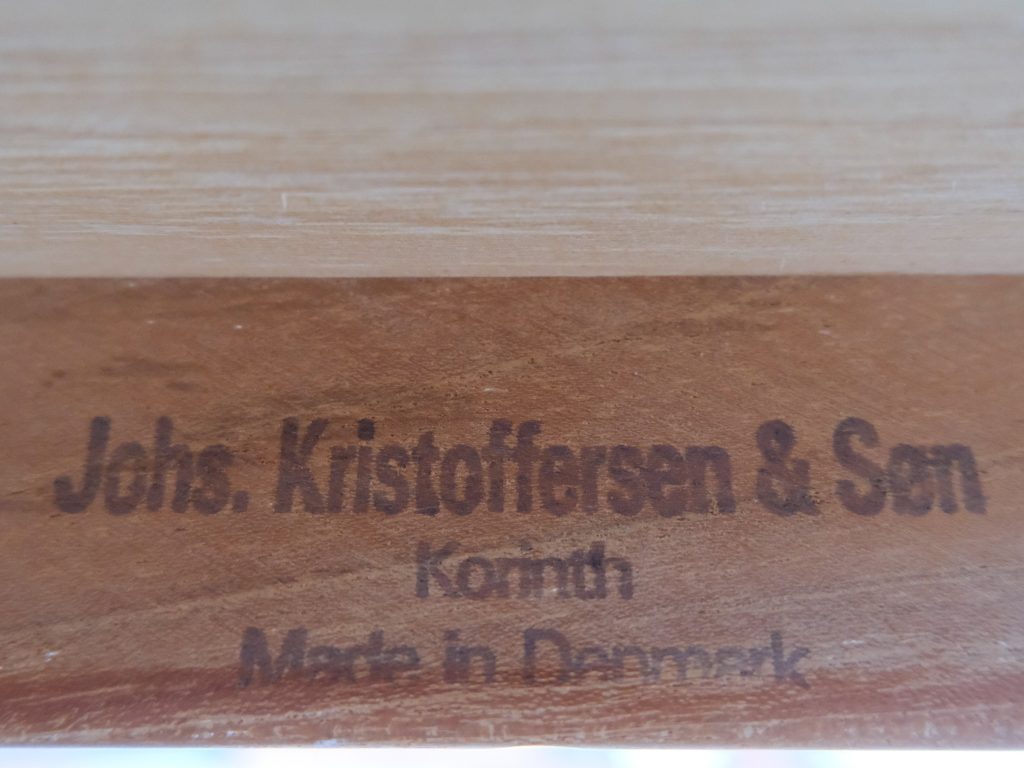 Johs. Kristoffersen & Søn
Korinth
Made in Denmark